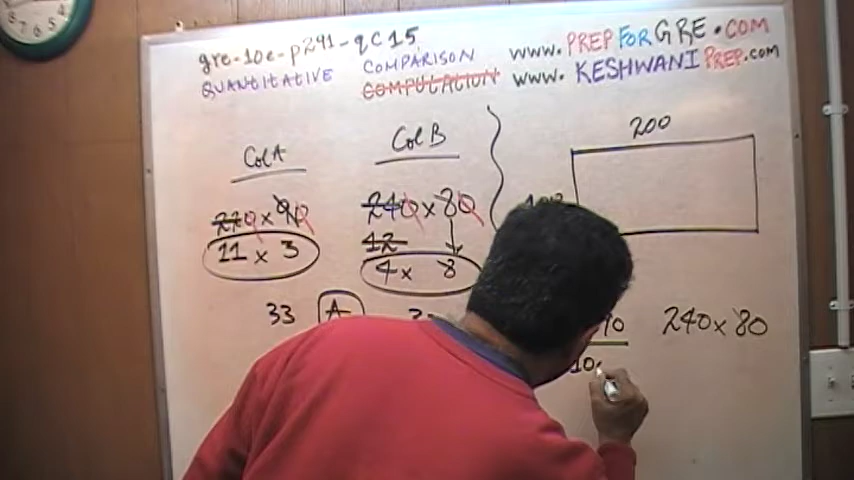 gre-10e-p291-qc15
QUANTITATIVE COMPARISON
COMPUTATION
www. PREPFORGRE.COM
www. KESHWANIPREP.com
Col A
220 x 90
11 x 3
33 A
Col B
240 x 80
12
4 x 8
200
240 x 80